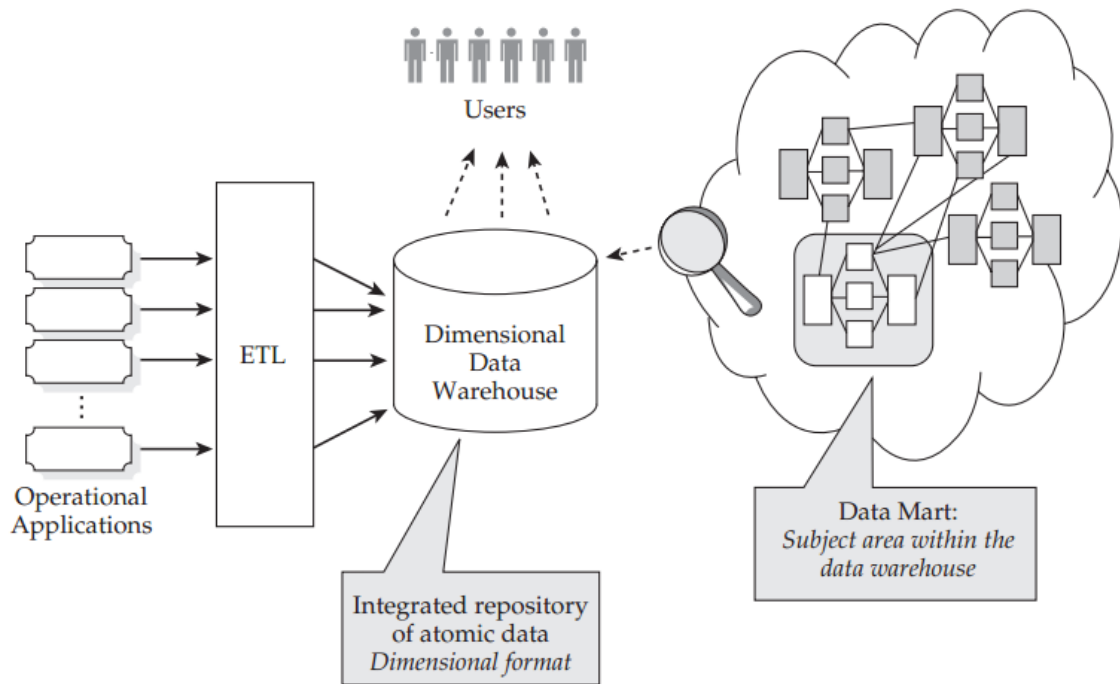 Users
ETL
Dimensional
Data
Warehouse
Operational
Applications
Data Mart:
Subject area within the
data warehouse
Integrated repository
of atomic data
Dimensional format